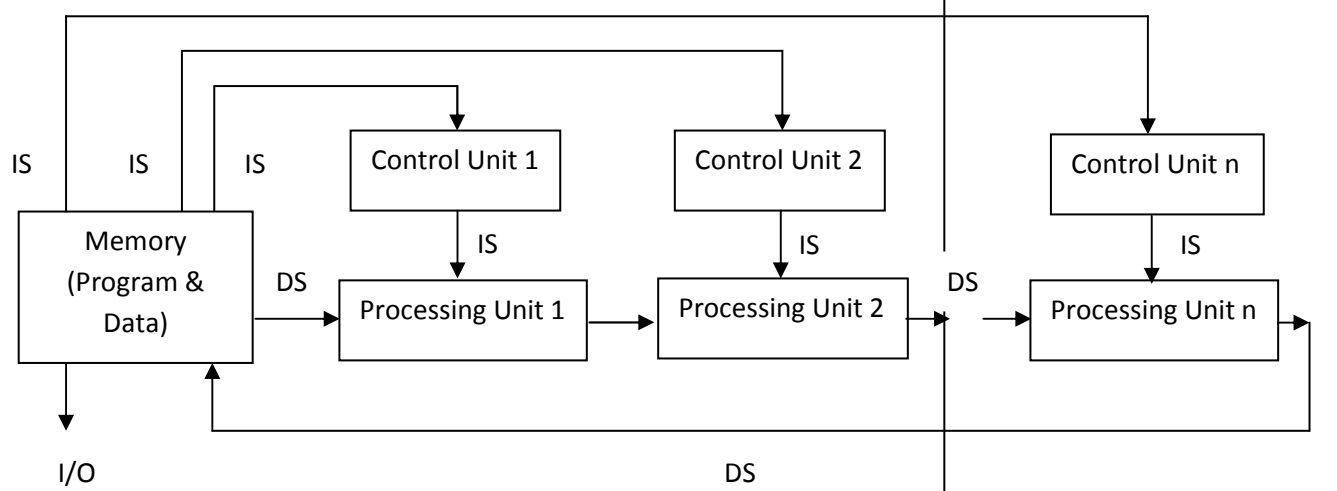 Control Unit 1
Control Unit 2
Control Unit n
IS
IS
IS
Memory
(Program &
Data)
IS
IS
IS
DS
DS
Processing Unit 1
Processing Unit 2
Processing Unit n
I/O
DS